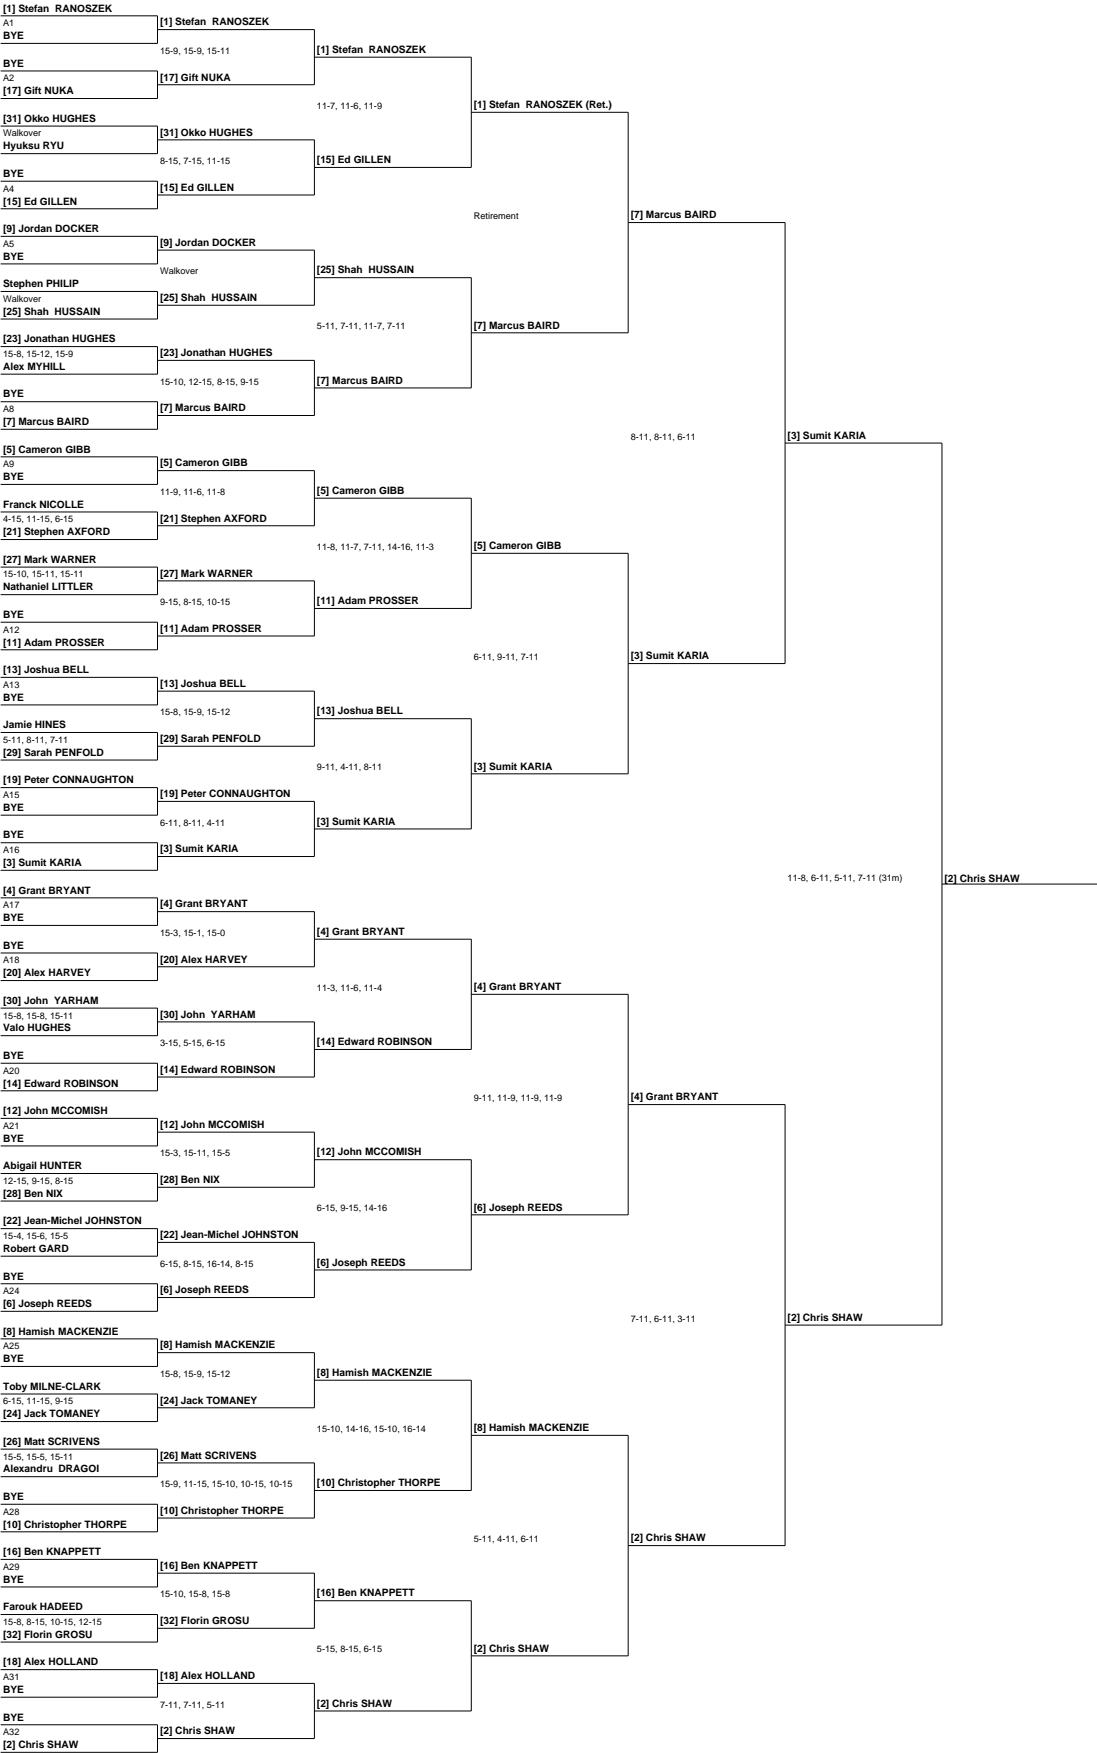 [1] Stefan  RANOSZEK
A1
BYE
BYE
A2
[17] Gift NUKA
[31] Okko HUGHES
Walkover
Hyuksu RYU
BYE
A4
[15] Ed GILLEN
[9] Jordan DOCKER
A5
BYE
Stephen PHILIP
Walkover
[25] Shah  HUSSAIN
[23] Jonathan HUGHES
15-8, 15-12, 15-9
Alex MYHILL
BYE
A8
[7] Marcus BAIRD
[5] Cameron GIBB
A9
BYE
Franck NICOLLE
4-15, 11-15, 6-15
[21] Stephen AXFORD
[27] Mark WARNER
15-10, 15-11, 15-11
Nathaniel LITTLER
BYE
A12
[11] Adam PROSSER
[13] Joshua BELL
A13
BYE
Jamie HINES
5-11, 8-11, 7-11
[29] Sarah PENFOLD
[19] Peter CONNAUGHTON
A15
BYE
BYE
A16
[3] Sumit KARIA
[4] Grant BRYANT
A17
BYE
BYE
A18
[20] Alex HARVEY
[30] John  YARHAM
15-8, 15-8, 15-11
Valo HUGHES
BYE
A20
[14] Edward ROBINSON
[12] John MCCOMISH
A21
BYE
Abigail HUNTER
12-15, 9-15, 8-15
[28] Ben NIX
[22] Jean-Michel JOHNSTON
15-4, 15-6, 15-5
Robert GARD
BYE
A24
[6] Joseph REEDS
[8] Hamish MACKENZIE
A25
BYE
Toby MILNE-CLARK
6-15, 11-15, 9-15
[24] Jack TOMANEY
[26] Matt SCRIVENS
15-5, 15-5, 15-11
Alexandru  DRAGOI
BYE
A28
[10] Christopher THORPE
[16] Ben KNAPPETT
A29
BYE
Farouk HADEED
15-8, 8-15, 10-15, 12-15
[32] Florin GROSU
[18] Alex HOLLAND
A31
BYE
BYE
A32
[2] Chris SHAW
[1] Stefan  RANOSZEK
15-9, 15-9, 15-11
[17] Gift NUKA
[31] Okko HUGHES
8-15, 7-15, 11-15
[15] Ed GILLEN
[9] Jordan DOCKER
Walkover
[25] Shah  HUSSAIN
[23] Jonathan HUGHES
15-10, 12-15, 8-15, 9-15
[7] Marcus BAIRD
[5] Cameron GIBB
11-9, 11-6, 11-8
[21] Stephen AXFORD
[27] Mark WARNER
9-15, 8-15, 10-15
[11] Adam PROSSER
[13] Joshua BELL
15-8, 15-9, 15-12
[29] Sarah PENFOLD
[19] Peter CONNAUGHTON
6-11, 8-11, 4-11
[3] Sumit KARIA
[4] Grant BRYANT
15-3, 15-1, 15-0
[20] Alex HARVEY
[30] John  YARHAM
3-15, 5-15, 6-15
[14] Edward ROBINSON
[12] John MCCOMISH
15-3, 15-11, 15-5
[28] Ben NIX
[22] Jean-Michel JOHNSTON
6-15, 8-15, 16-14, 8-15
[6] Joseph REEDS
[8] Hamish MACKENZIE
15-8, 15-9, 15-12
[24] Jack TOMANEY
[26] Matt SCRIVENS
15-9, 11-15, 15-10, 10-15, 10-15
[10] Christopher THORPE
[16] Ben KNAPPETT
15-10, 15-8, 15-8
[32] Florin GROSU
[18] Alex HOLLAND
7-11, 7-11, 5-11
[2] Chris SHAW
[1] Stefan  RANOSZEK
11-7, 11-6, 11-9
[15] Ed GILLEN
[25] Shah  HUSSAIN
5-11, 7-11, 11-7, 7-11
[7] Marcus BAIRD
[5] Cameron GIBB
11-8, 11-7, 7-11, 14-16, 11-3
[11] Adam PROSSER
[13] Joshua BELL
9-11, 4-11, 8-11
[3] Sumit KARIA
[4] Grant BRYANT
11-3, 11-6, 11-4
[14] Edward ROBINSON
[12] John MCCOMISH
6-15, 9-15, 14-16
[6] Joseph REEDS
[8] Hamish MACKENZIE
15-10, 14-16, 15-10, 16-14
[10] Christopher THORPE
[16] Ben KNAPPETT
5-15, 8-15, 6-15
[2] Chris SHAW
[1] Stefan  RANOSZEK (Ret.)
Retirement
[7] Marcus BAIRD
[5] Cameron GIBB
6-11, 9-11, 7-11
[3] Sumit KARIA
[4] Grant BRYANT
9-11, 11-9, 11-9, 11-9
[6] Joseph REEDS
[8] Hamish MACKENZIE
5-11, 4-11, 6-11
[2] Chris SHAW
[7] Marcus BAIRD
8-11, 8-11, 6-11
[3] Sumit KARIA
[4] Grant BRYANT
7-11, 6-11, 3-11
[2] Chris SHAW
[3] Sumit KARIA
11-8, 6-11, 5-11, 7-11 (31m)
[2] Chris SHAW
[2] Chris SHAW